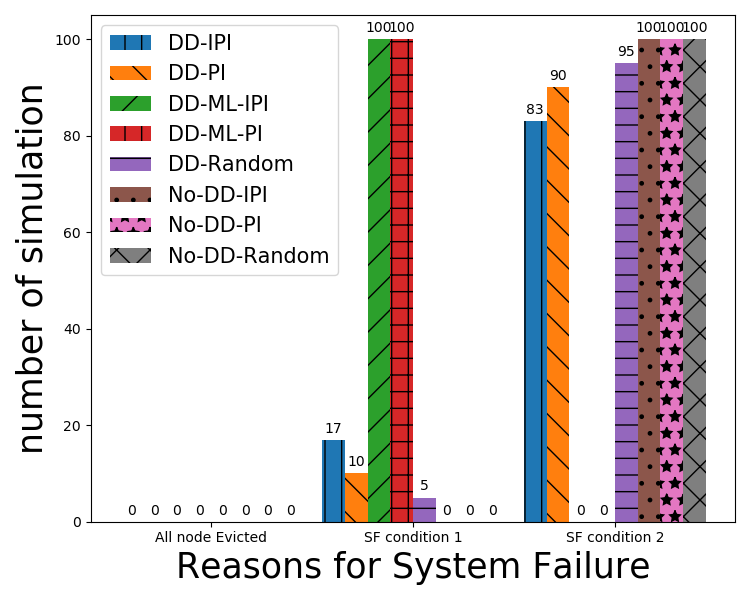 number of simulation
100
80
60
40
20
0
DD-IPI
DD-PI
DD-ML-IPI
DD-ML-PI
DD-Random
No-DD-IPI
No-DD-PI
No-DD-Random
0 0 0 0 0 0 0 0
17 10 100 100 5 0 0 0
83 90 0 0 95 100 100 100
All node Evicted SF condition 1 SF condition 2
Reasons for System Failure